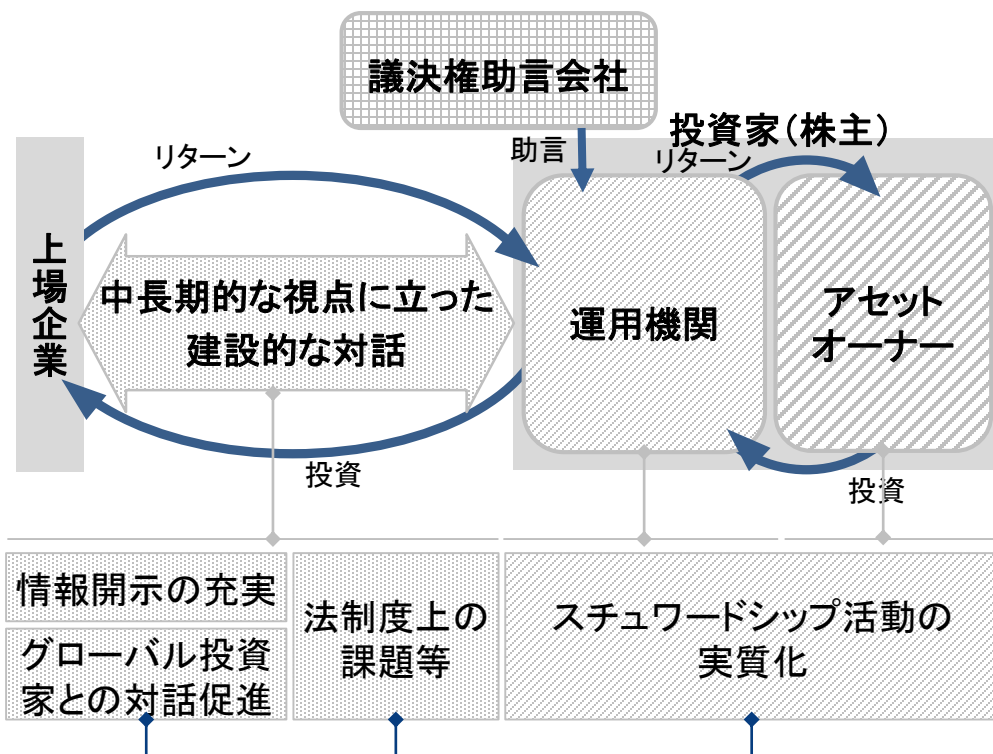 議決権助言会社
投資家（株主）
リターン
助言
リターン
上場企業
中長期的な視点に立った
建設的な対話
運用機関
アセット
オーナー
投資
投資
情報開示の充実
グローバル投資
家との対話促進
法制度上の
課題等
スチュワードシップ活動の
実質化